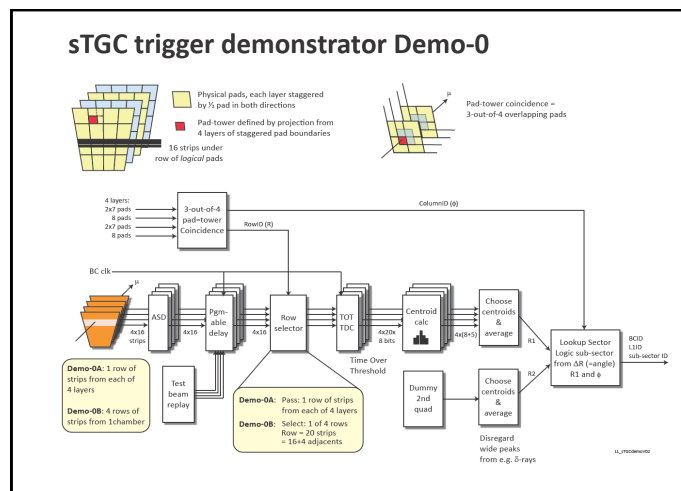 sTGC trigger demonstrator Demo-0
Physical pads, each layer staggered
by ½ pad in both directions
Pad-tower defined by projection from
4 layers of staggered pad boundaries
16 strips under
row of logical pads
μ
Pad-tower coincidence =
3-out-of-4 overlapping pads
4 layers:
2x7 pads
8 pads
2x7 pads
8 pads
3-out-of-4
pad=tower
Coincidence
ColumnID (ϕ)
RowID (R)
BC clk
μ
4x16
strips
ASD
4x16
Pgm-
able
delay
4x16
Row
selector
TOT
TDC
4x20x
8 bits
Centroid
calc
4x(8+5)
Choose
centroids
&
average
R1
Lookup Sector
Logic sub-sector
from ΔR (=angle)
R1 and ϕ
BCID
L1ID
sub-sector ID
Time Over
Threshold
Demo-0A: 1 row of
strips from each of
4 layers
Demo-0B: 4 rows of
strips from 1chamber
Test
beam
replay
Demo-0A: Pass: 1 row of strips
from each of 4 layers
Demo-0B: Select: 1 of 4 rows
Row = 20 strips
= 16+4 adjacents
Dummy
2nd
quad
Choose
centroids
&
average
R2
Disregard
wide peaks
from e.g. δ-rays
LL_sTGCdemoV02